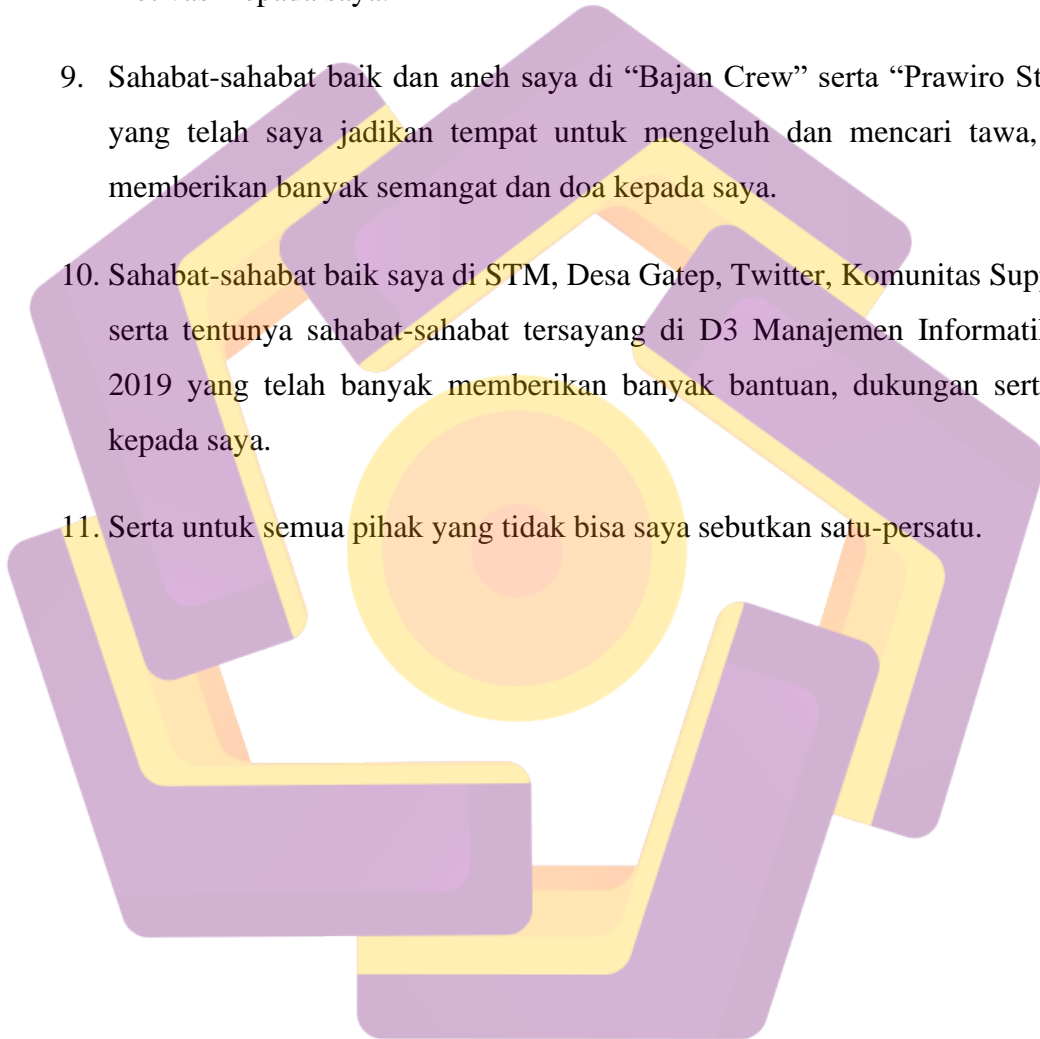 kepada saya.
9. Sahabat-sahabat baik dan aneh saya di “Bajan Crew” serta “Prawiro
yang telah saya jadikan tempat untuk mengeluh dan mencari tawa,
memberikan banyak semangat dan doa kepada saya.
10. Sahabat-sahabat baik saya di STM, Desa Gatep, Twitter, Komunitas
serta tentunya sahabat-sahabat tersayang di D3 Manajemen
2019 yang telah banyak memberikan banyak bantuan, dukungan
kepada saya.
11. Serta untuk semua pihak yang tidak bisa saya sebutkan satu-persatu.